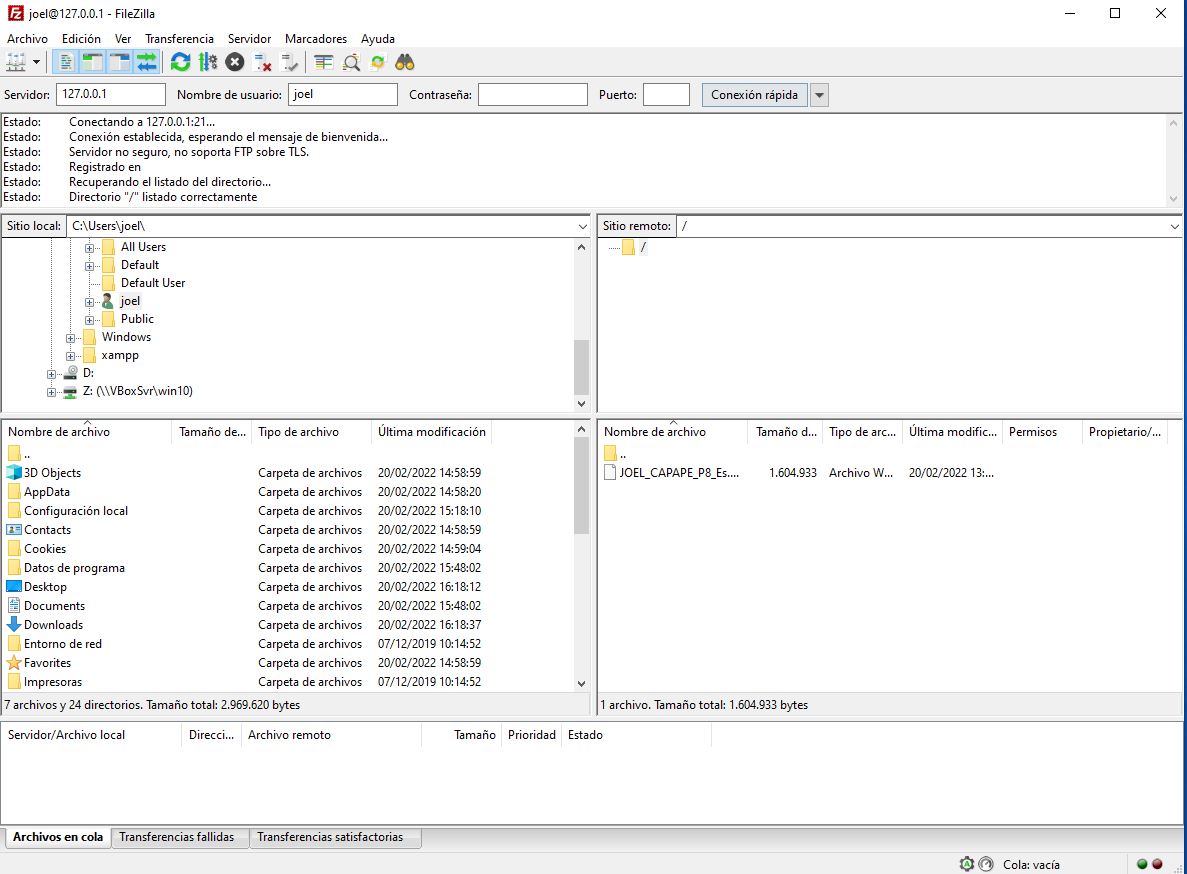 joel@127.0.0.1 - FileZilla
Archivo Edición Ver Transferencia Servidor Marcadores Ayuda
Servidor: 127.0.0.1 Nombre de usuario: joel Contraseña: Puerto: Conexión rápida
Estado: Conectando a 127.0.0.1:21...
Estado: Conexión establecida, esperando el mensaje de bienvenida...
Estado: Servidor no seguro, no soporta FTP sobre TLS.
Estado: Registrado en
Estado: Recuperando el listado del directorio...
Estado: Directorio "/" listado correctamente
Sitio local: C:\Users\joel\
All Users
Default
Default User
joel
Public
Windows
xampp
D:
Z: (\\VBoxSvr\win10)
Sitio remoto: /
/
Nombre de archivo Tamaño de... Tipo de archivo Última modificación
..
3D Objects Carpeta de archivos 20/02/2022 14:58:59
AppData Carpeta de archivos 20/02/2022 14:58:20
Configuración local Carpeta de archivos 20/02/2022 15:18:10
Contacts Carpeta de archivos 20/02/2022 14:58:59
Cookies Carpeta de archivos 20/02/2022 14:59:04
Datos de programa Carpeta de archivos 20/02/2022 15:48:02
Desktop Carpeta de archivos 20/02/2022 16:18:12
Documents Carpeta de archivos 20/02/2022 15:48:02
Downloads Carpeta de archivos 20/02/2022 16:18:37
Entorno de red Carpeta de archivos 07/12/2019 10:14:52
Favorites Carpeta de archivos 20/02/2022 14:58:59
Impresoras Carpeta de archivos 07/12/2019 10:14:52
7 archivos y 24 directorios. Tamaño total: 2.969.620 bytes
Nombre de archivo Tamaño d... Tipo de arc... Última modific... Permisos Propietario/...
..
JOEL_CAPAPE_P8_Es.... 1.604.933 Archivo W... 20/02/2022 13:...
1 archivo. Tamaño total: 1.604.933 bytes
Servidor/Archivo local Direcci... Archivo remoto Tamaño Prioridad Estado
Archivos en cola Transferencias fallidas Transferencias satisfactorias
Cola: vacía